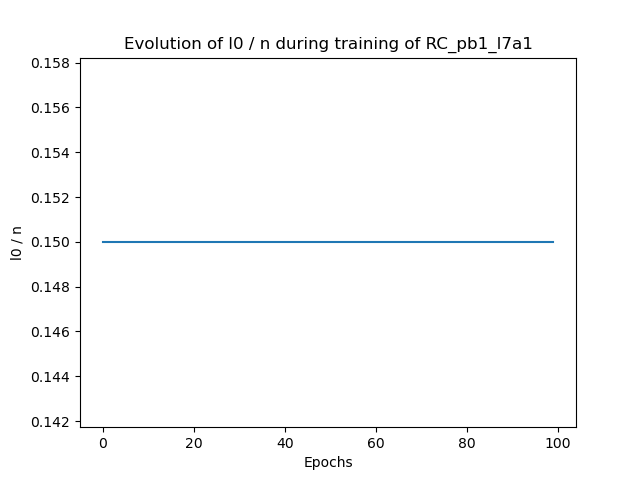 Evolution of l0 / n during training of RC_pb1_l7a1
0.158
0.156
0.154
0.152
0.150
0.148
0.146
0.144
0.142
l0 / n
0 20 40 60 80 100
Epochs